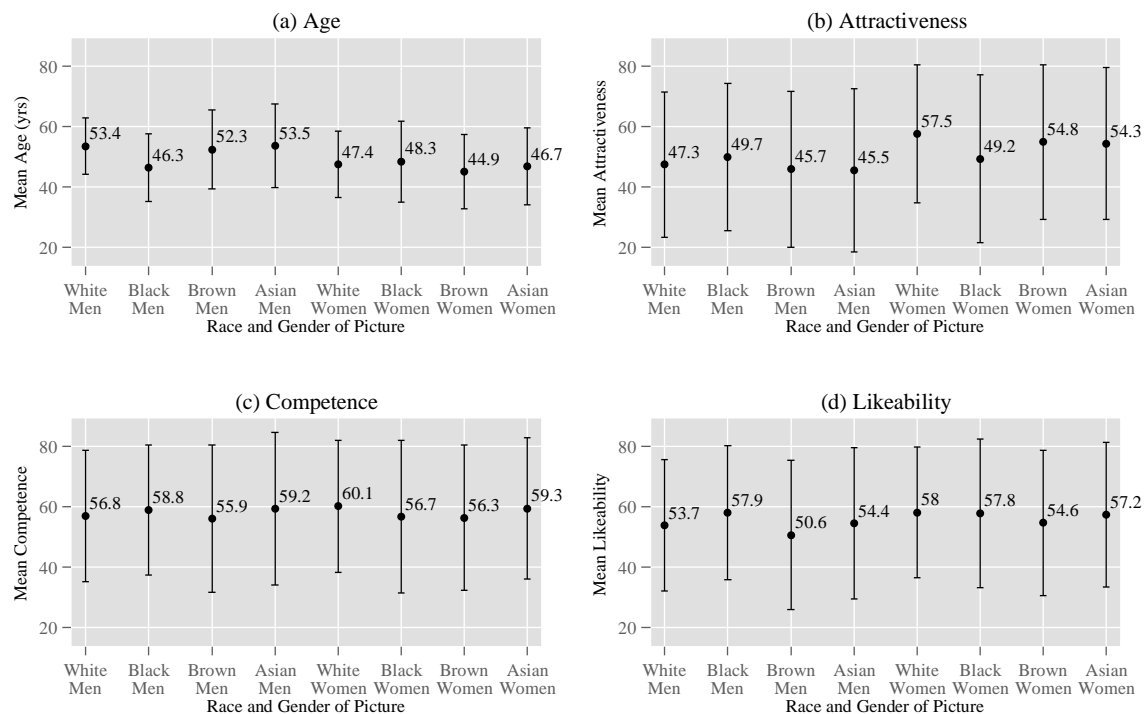 (a) Age
Mean Age (yrs)
80
60
40
20
53.4
46.3
52.3
53.5
47.4
48.3
44.9
46.7
White Men
Black Men
Brown Men
Asian Men
White Women
Black Women
Brown Women
Asian Women
Race and Gender of Picture
(b) Attractiveness
Mean Attractiveness
80
60
40
20
47.3
49.7
45.7
45.5
57.5
49.2
54.8
54.3
White Men
Black Men
Brown Men
Asian Men
White Women
Black Women
Brown Women
Asian Women
Race and Gender of Picture
(c) Competence
Mean Competence
80
60
40
20
56.8
58.8
55.9
59.2
60.1
56.7
56.3
59.3
White Men
Black Men
Brown Men
Asian Men
White Women
Black Women
Brown Women
Asian Women
Race and Gender of Picture
(d) Likeability
Mean Likeability
80
60
40
20
53.7
57.9
50.6
54.4
58
57.8
54.6
57.2
White Men
Black Men
Brown Men
Asian Men
White Women
Black Women
Brown Women
Asian Women
Race and Gender of Picture